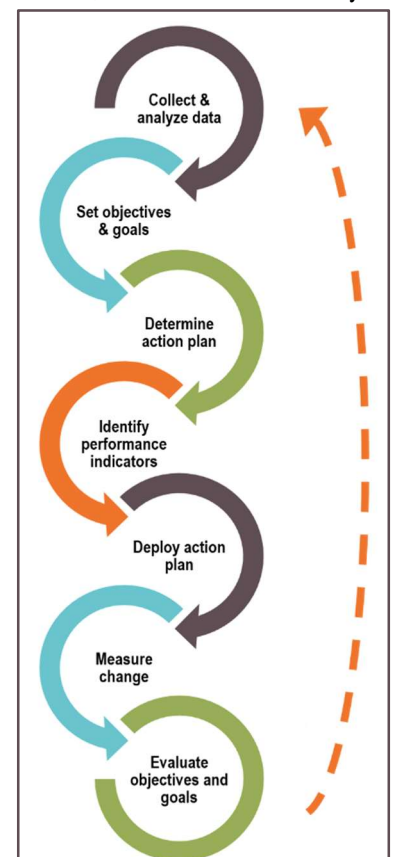 Collect &
analyze data
Set objectives
& goals
Determine
action plan
Identify
performance
indicators
Deploy action
plan
Measure
change
Evaluate
objectives and
goals